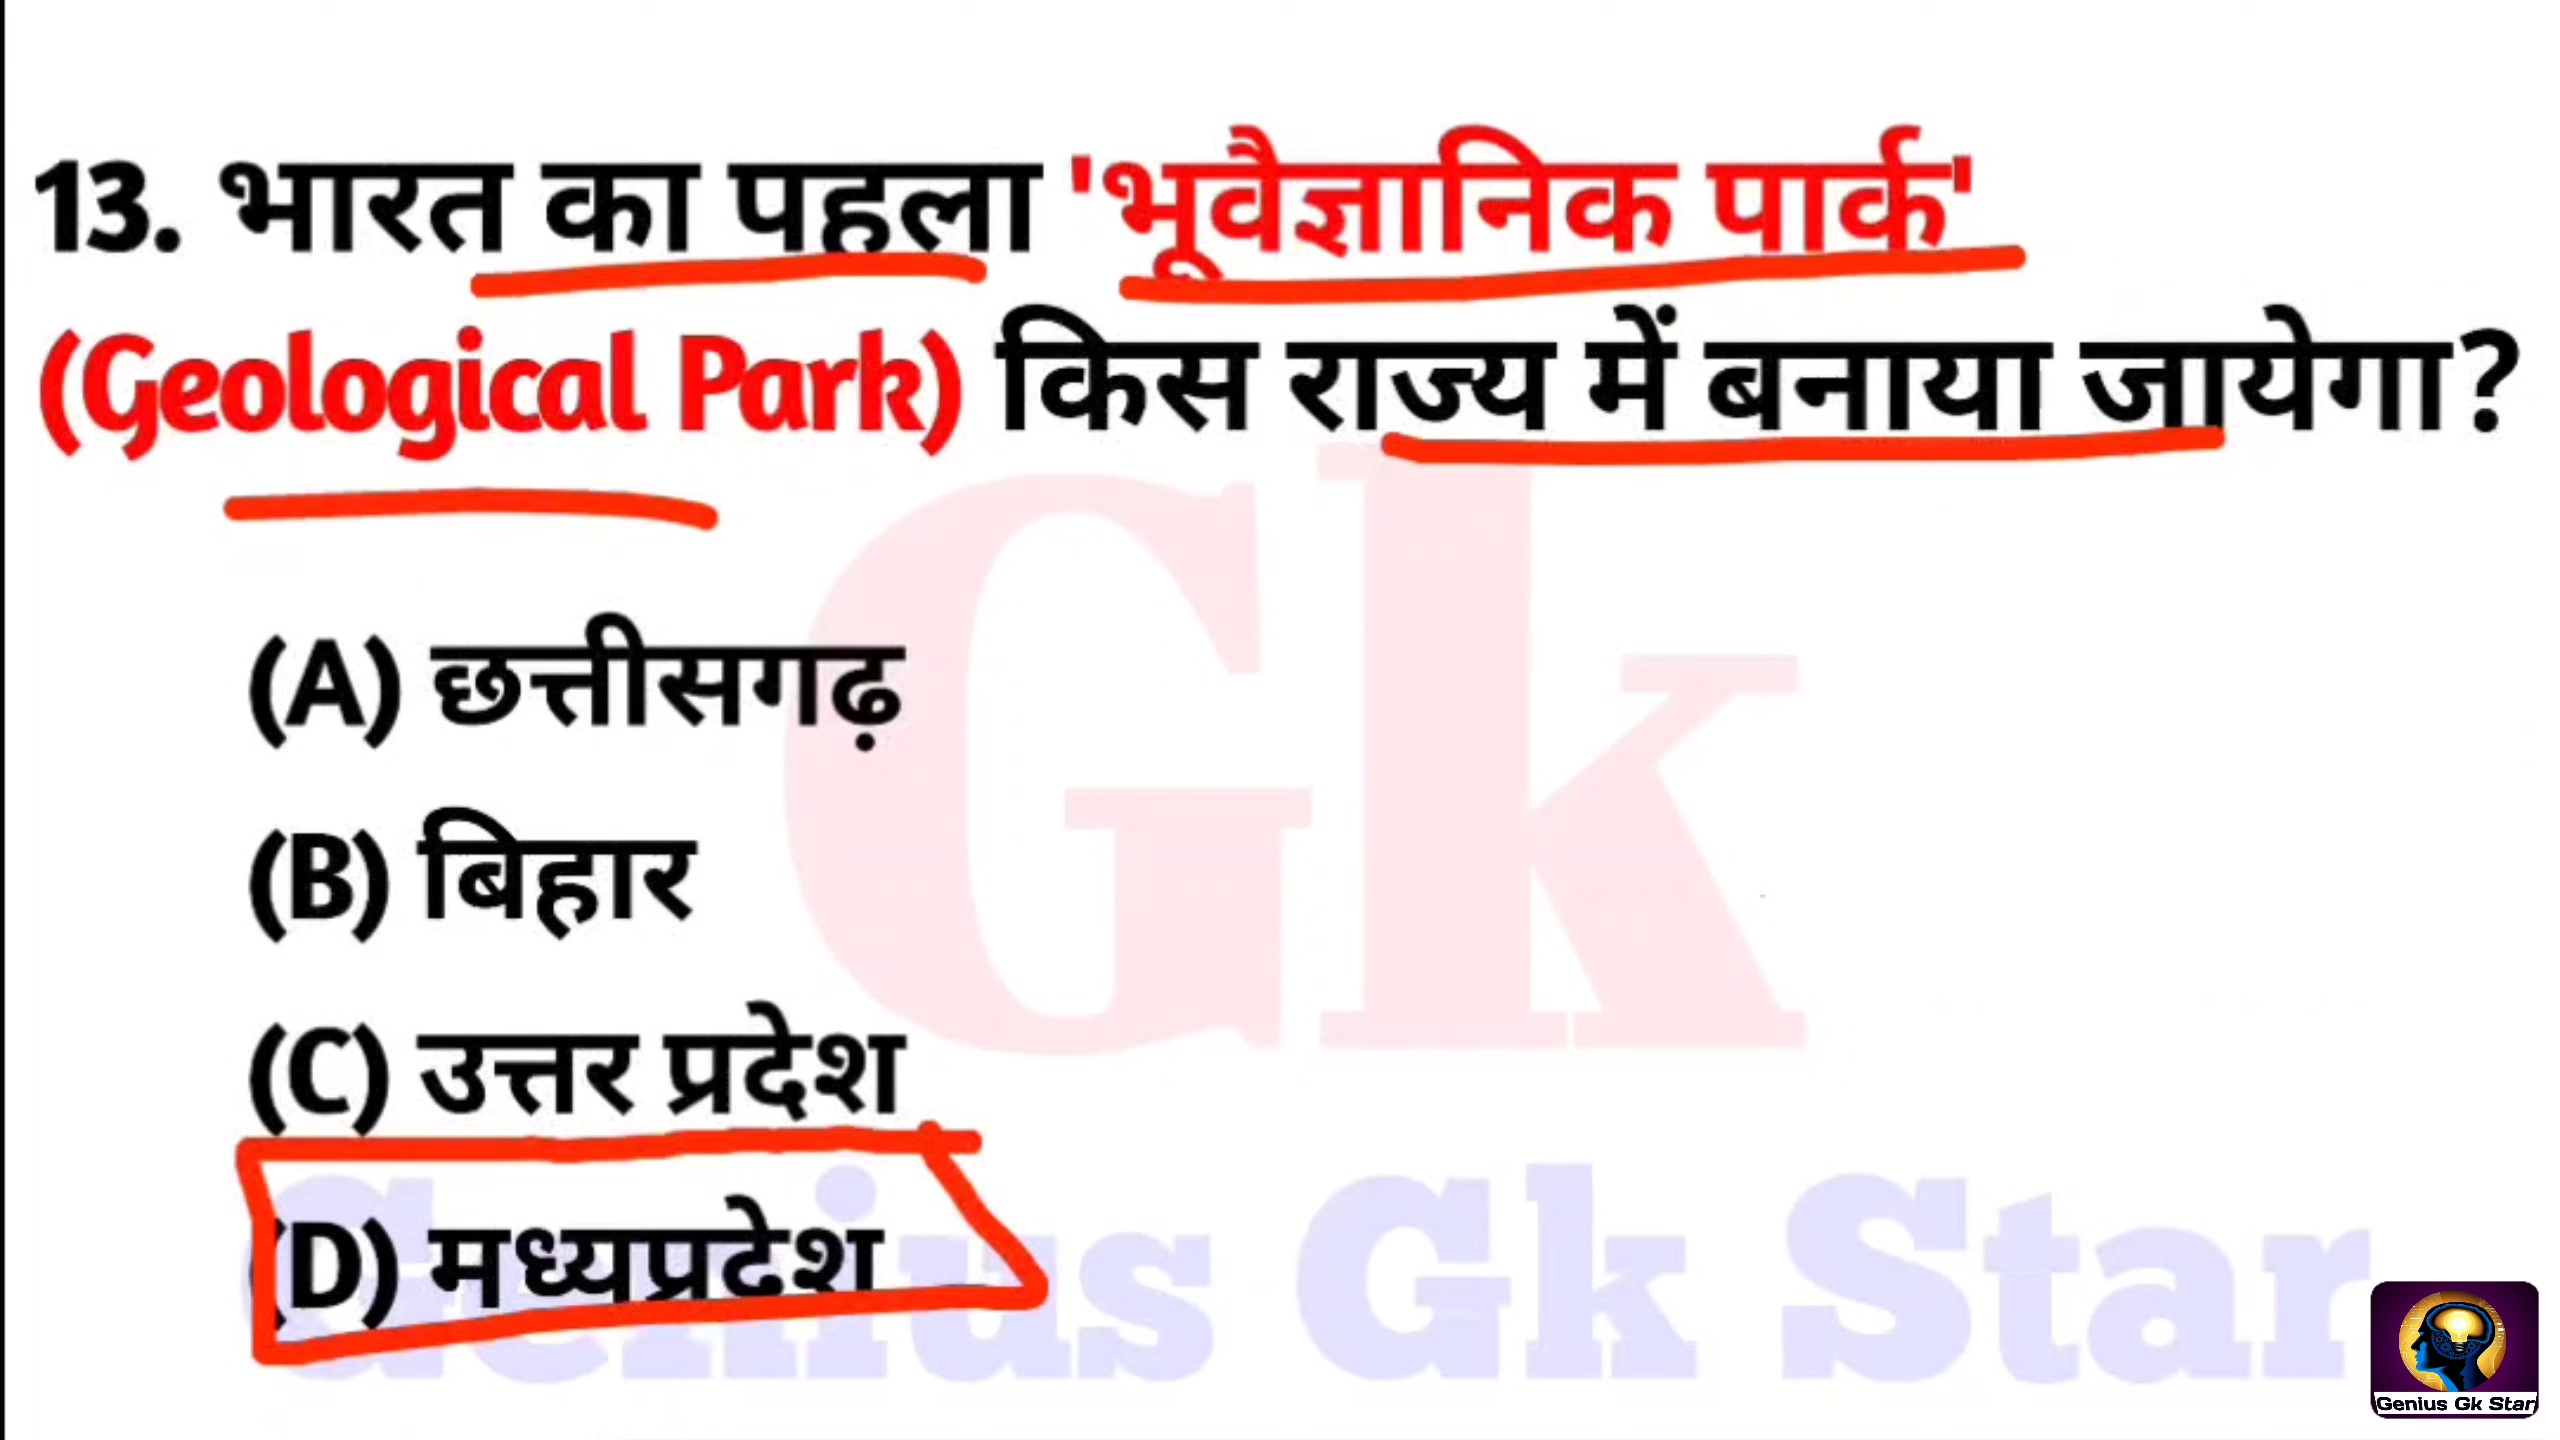 13. भारत का पहला 'भूवैज्ञानिक पार्क'
(Geological Park) किस राज्य में बनाया जायेगा?
Gk
(A) छत्तीसगढ़
(B) बिहार
(C) उत्तर प्रदेश
(D) मध्यप्रदेश
Genius Gk Star
Genius Gk Star